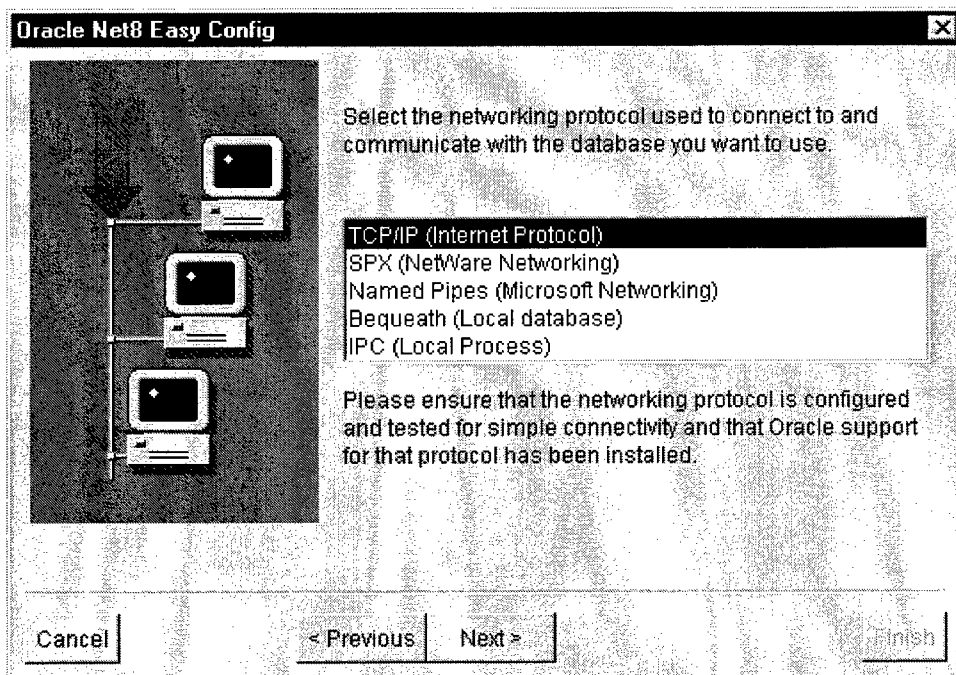 Oracle Net8 Easy Config
Select the networking protocol used to connect to and
communicate with the database you want to use.
TCP/IP (Internet Protocol)
SPX (NetWare Networking)
Named Pipes (Microsoft Networking)
Bequeath (Local database)
IPC (Local Process)
Please ensure that the networking protocol is configured
and tested for simple connectivity and that Oracle support
for that protocol has been installed.
Cancel
< Previous
Next >
Finish